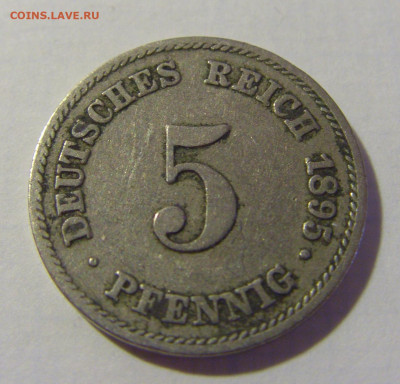 COINS.LAVE.RU
DEUTSCHES REICH 1895
5
PFENNIG